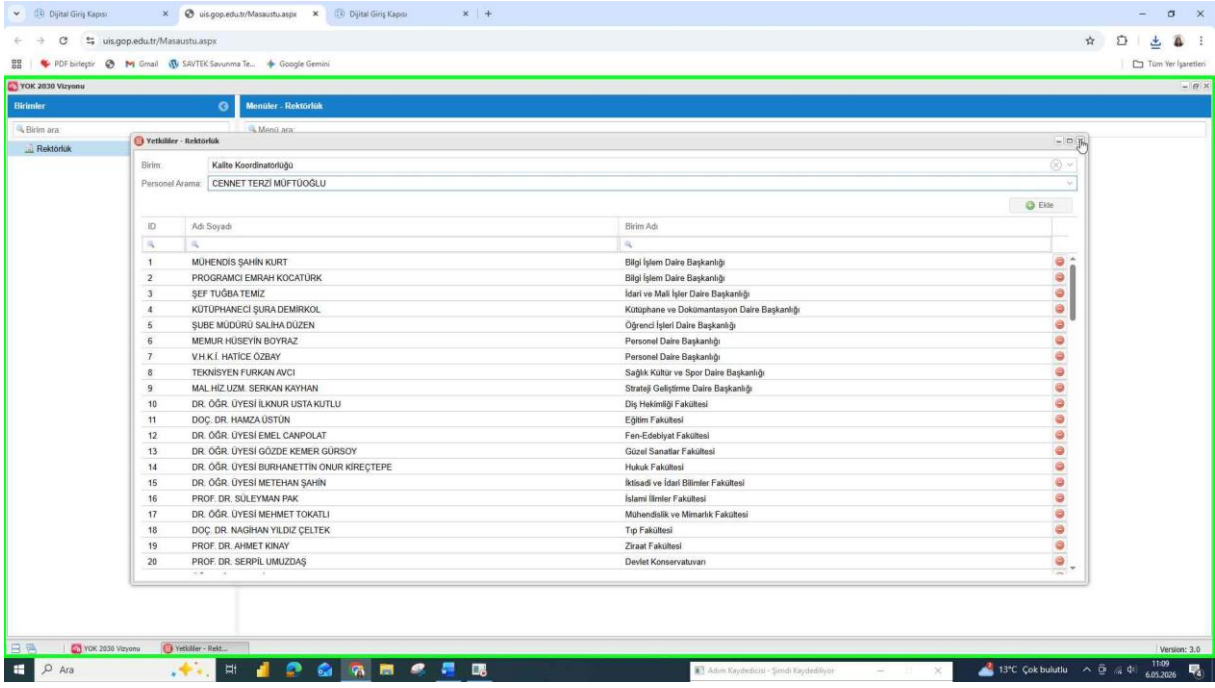 Dijital Giriş Kapısı
uis.gop.edu.tr/Masaustu.aspx
Dijital Giriş Kapısı
uis.gop.edu.tr/Masaustu.aspx
PDF birleştir
Gmail
SAVTEK Savunma Te...
Google Gemini
Tüm Yer İşaretleri
YOK 2030 Vizyonu
Birimler
Menüler - Rektörlük
Birim ara
Menü ara:
Rektörlük
Yetkililer - Rektörlük
Birim: Kalite Koordinatörlüğü
Personel Arama: CENNET TERZİ MÜFTÜOĞLU
Ekle
ID Adı Soyadı Birim Adı
1 MÜHENDİS ŞAHİN KURT Bilgi İşlem Daire Başkanlığı
2 PROGRAMCI EMRAH KOCATÜRK Bilgi İşlem Daire Başkanlığı
3 ŞEF TUĞBA TEMİZ İdari ve Mali İşler Daire Başkanlığı
4 KÜTÜPHANECİ ŞURA DEMİRKOL Kütüphane ve Dokümantasyon Daire Başkanlığı
5 ŞUBE MÜDÜRÜ SALİHA DÜZEN Öğrenci İşleri Daire Başkanlığı
6 MEMUR HÜSEYİN BOYRAZ Personel Daire Başkanlığı
7 V.H.K.İ. HATİCE ÖZBAY Personel Daire Başkanlığı
8 TEKNİSYEN FURKAN AVCI Sağlık Kültür ve Spor Daire Başkanlığı
9 MAL.HİZ.UZM. SERKAN KAYHAN Strateji Geliştirme Daire Başkanlığı
10 DR. ÖĞR. ÜYESİ İLKNUR USTA KUTLU Diş Hekimliği Fakültesi
11 DOÇ. DR. HAMZA ÜSTÜN Eğitim Fakültesi
12 DR. ÖĞR. ÜYESİ EMEL CANPOLAT Fen-Edebiyat Fakültesi
13 DR. ÖĞR. ÜYESİ GÖZDE KEMER GÜRSOY Güzel Sanatlar Fakültesi
14 DR. ÖĞR. ÜYESİ BURHANETTİN ONUR KİREÇTEPE Hukuk Fakültesi
15 DR. ÖĞR. ÜYESİ METEHAN ŞAHİN İktisadi ve İdari Bilimler Fakültesi
16 PROF. DR. SÜLEYMAN PAK İslami İlimler Fakültesi
17 DR. ÖĞR. ÜYESİ MEHMET TOKATLI Mühendislik ve Mimarlık Fakültesi
18 DOÇ. DR. NAGİHAN YILDIZ ÇELTEK Tıp Fakültesi
19 PROF. DR. AHMET KINAY Ziraat Fakültesi
20 PROF. DR. SERPİL UMUZDAŞ Devlet Konservatuvarı
YOK 2030 Vizyonu
Yetkililer - Rekt...
Version: 3.0
Ara
Adım Kaydedicisi - Şimdi Kaydediliyor
13°C Çok bulutlu
11:09
6.05.2026